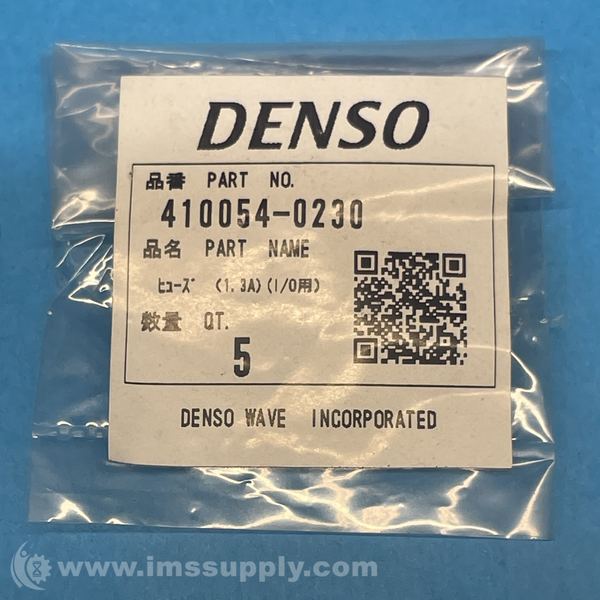 DENSO
品番 PART NO.
410054-0230
品名 PART NAME
ﾋｭｰｽﾞ (1.3A)(I/O用)
数量 QT.
5
DENSO WAVE INCORPORATED
www.imssupply.com